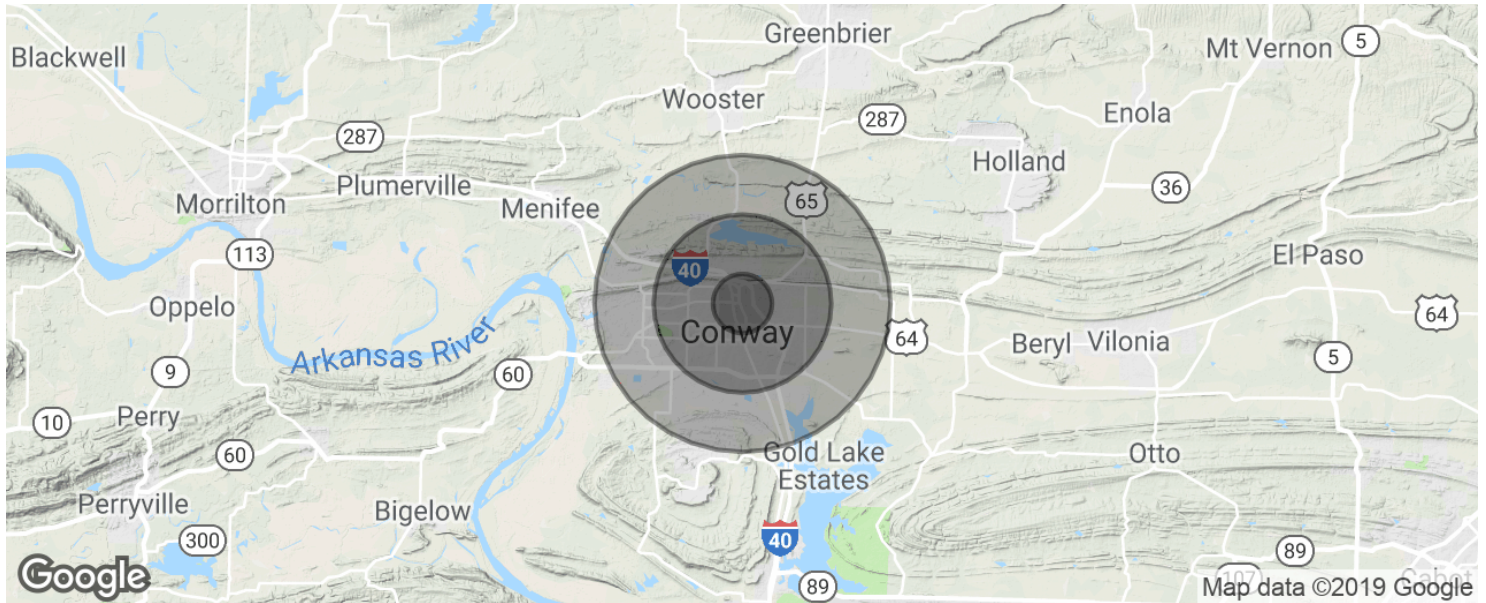 Greenbrier
Mt Vernon
5
Blackwell
Wooster
Enola
287
287
Holland
Plumerville
36
65
Morrilton
Menifee
113
El Paso
40
Oppelo
64
Conway
64
Beryl
Vilonia
Arkansas River
5
9
60
Perry
10
60
Gold Lake
Estates
Otto
Perryville
Bigelow
300
40
89
Google
89
107
Cabot
Map data ©2019 Google